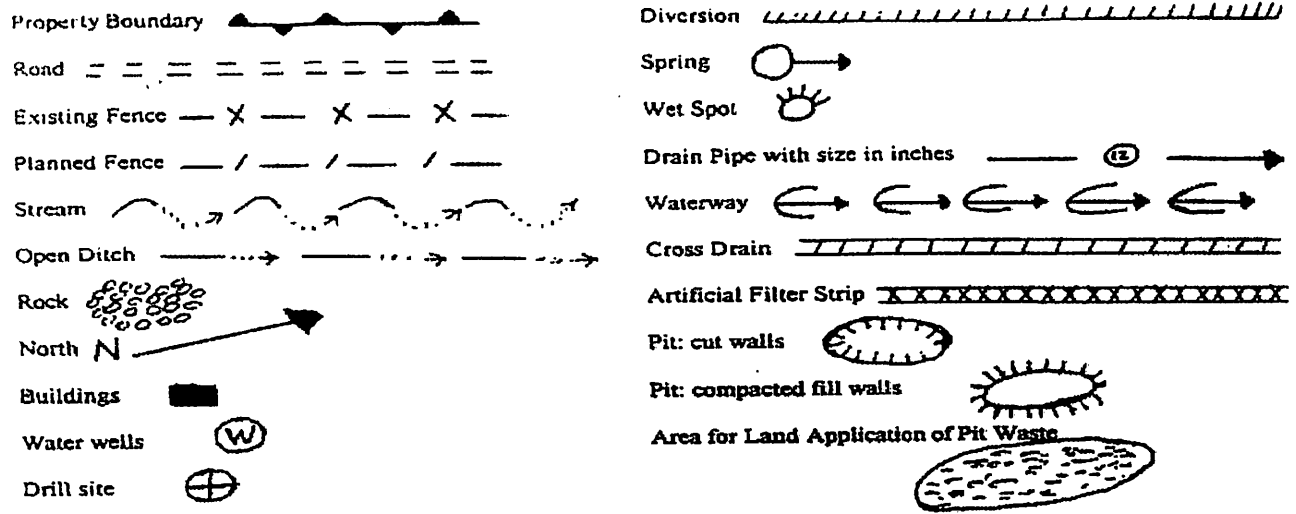 Property Boundary
Road
Existing Fence
Planned Fence
Stream
Open Ditch
Rock
North N
Buildings
Water wells W
Drill site
Diversion
Spring
Wet Spot
Drain Pipe with size in inches 12
Waterway
Cross Drain
Artificial Filter Strip
Pit: cut walls
Pit: compacted fill walls
Area for Land Application of Pit Waste